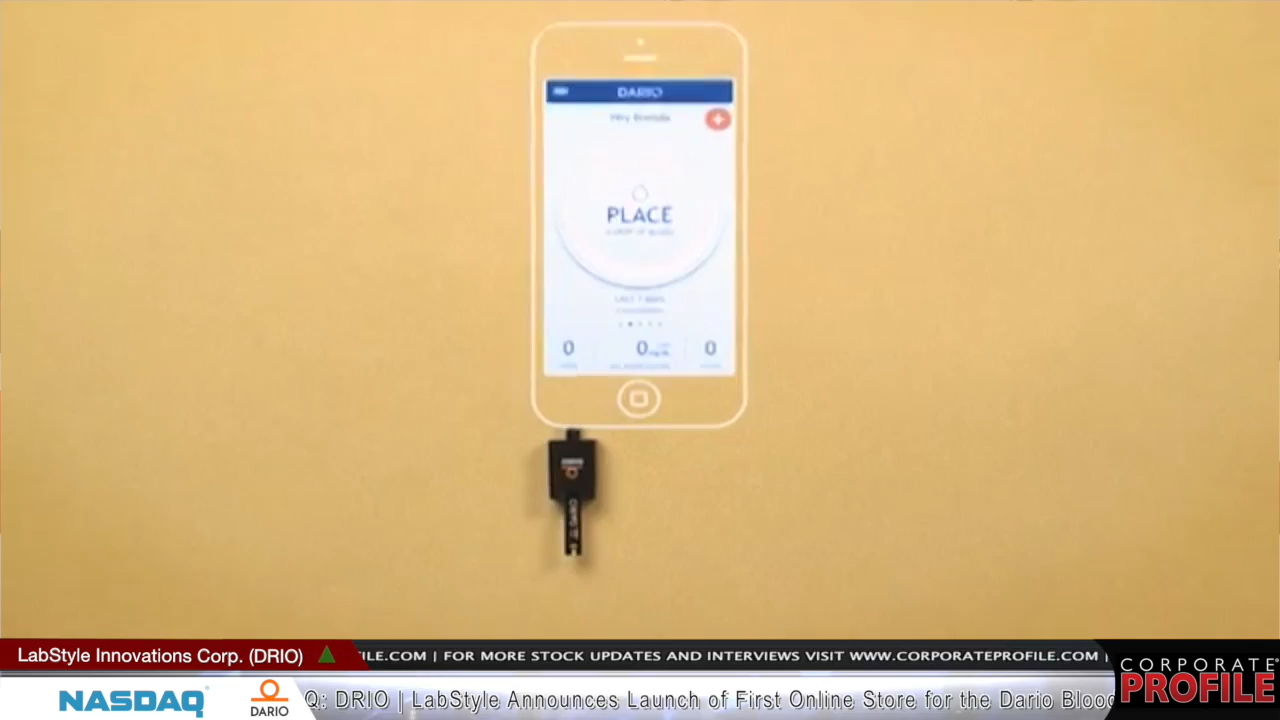 DARIO
PLACE
0 0 0
LabStyle Innovations Corp. (DRIO)
FILE.COM | FOR MORE STOCK UPDATES AND INTERVIEWS VISIT WWW.CORPORATEPROFILE.COM |
CORPORATE
PROFILE
NASDAQ
DARIO
Q: DRIO | LabStyle Announces Launch of First Online Store for the Dario Blood